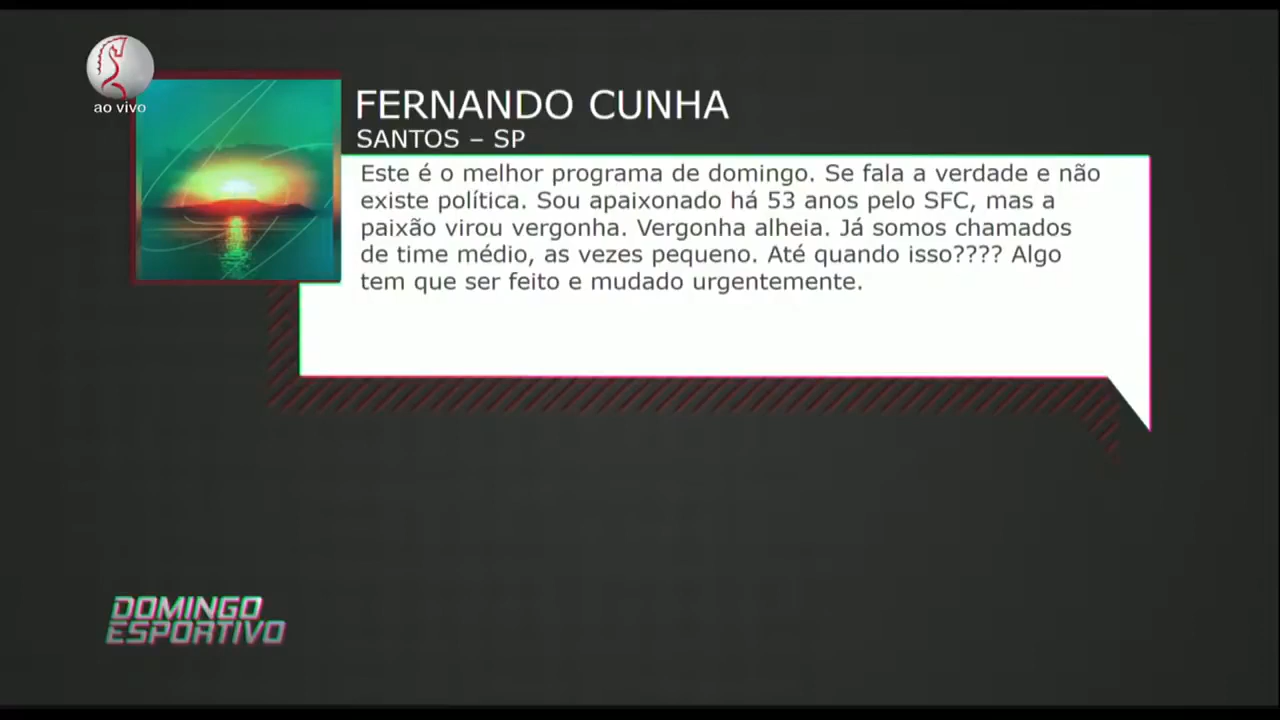 ao vivo
FERNANDO CUNHA
SANTOS – SP
Este é o melhor programa de domingo. Se fala a verdade e não
existe política. Sou apaixonado há 53 anos pelo SFC, mas a
paixão virou vergonha. Vergonha alheia. Já somos chamados
de time médio, as vezes pequeno. Até quando isso???? Algo
tem que ser feito e mudado urgentemente.
DOMINGO
ESPORTIVO